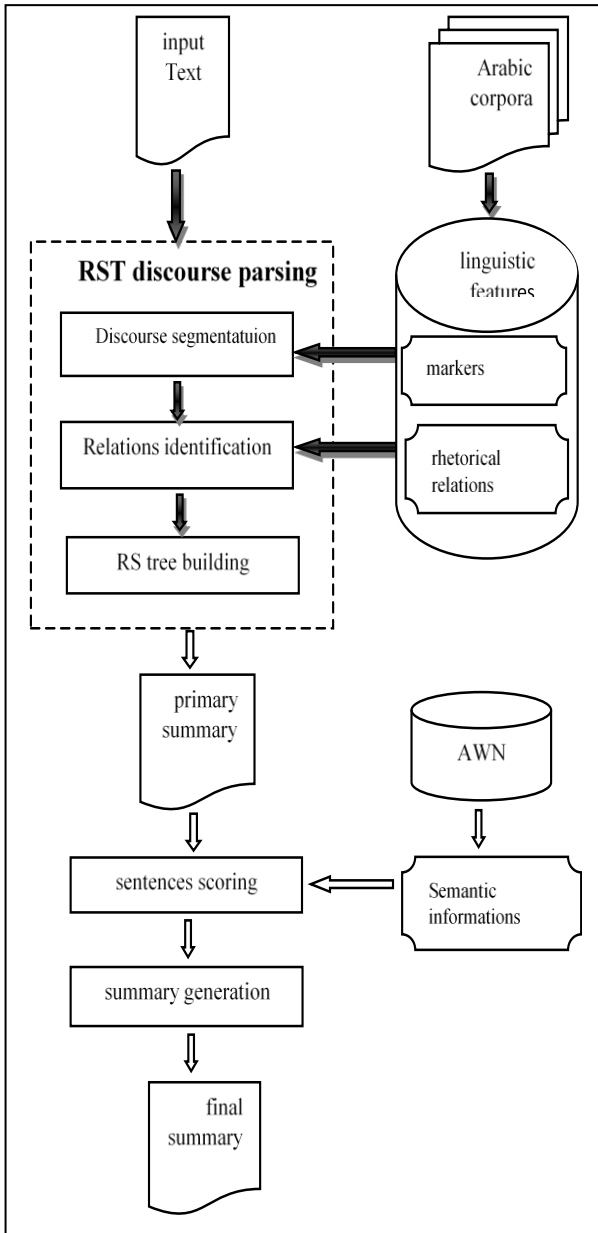 input
Text
Arabic
corpora
RST discourse parsing
linguistic
features
Discourse segmentatuion
markers
Relations identification
rhetorical
relations
RS tree building
primary
summary
AWN
sentences scoring
Semantic
informations
summary generation
final
summary